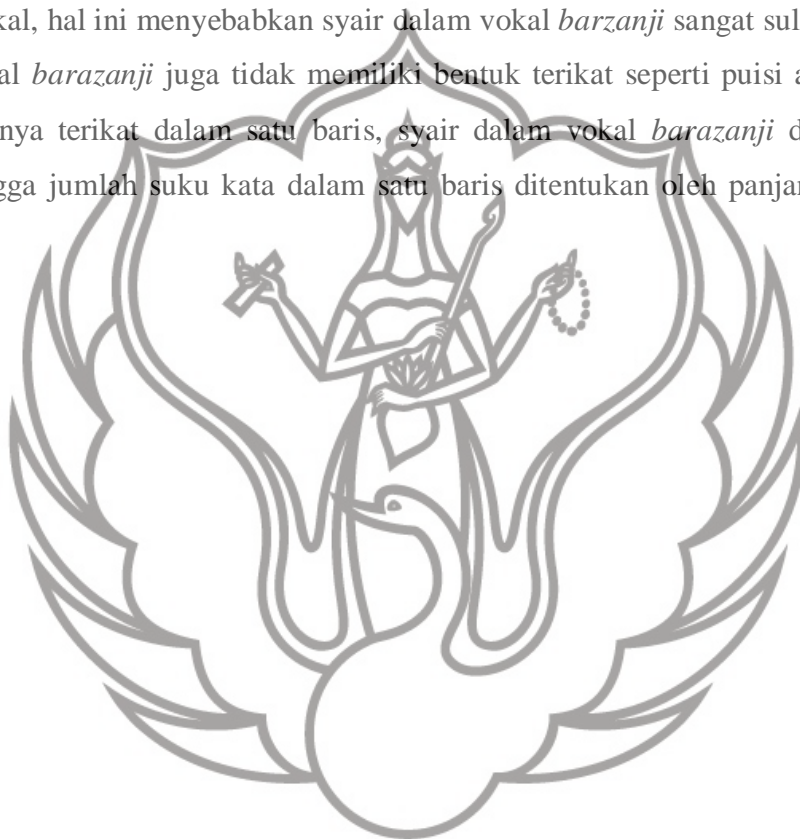 kal, hal ini menyebabkan syair dalam vokal barzanji sangat sul
al barazanji juga tidak memiliki bentuk terikat seperti puisi a
nya terikat dalam satu baris, syair dalam vokal barazanji d
gga jumlah suku kata dalam satu baris ditentukan oleh panjan